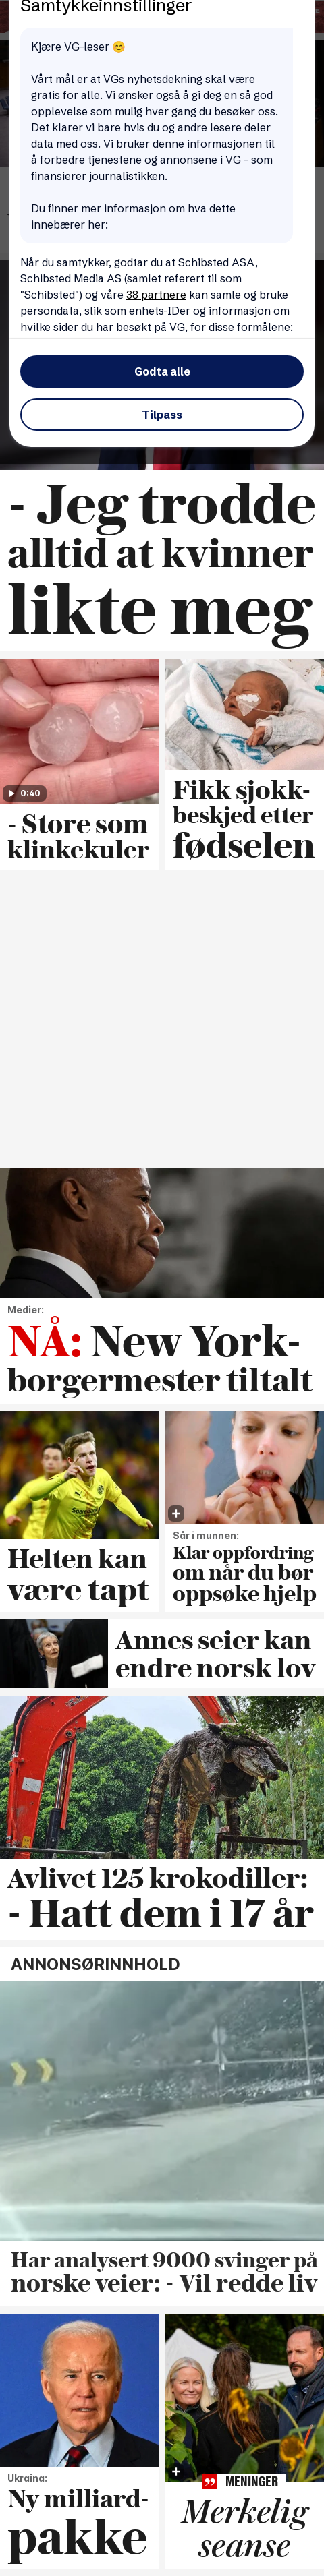 Samtykkeinnstillinger
Kjære VG-leser 😊
Vårt mål er at VGs nyhetsdekning skal være
gratis for alle. Vi ønsker også å gi deg en så god
opplevelse som mulig hver gang du besøker oss.
Det klarer vi bare hvis du og andre lesere deler
data med oss. Vi bruker denne informasjonen til
å forbedre tjenestene og annonsene i VG - som
finansierer journalistikken.
Du finner mer informasjon om hva dette
innebærer her:
Når du samtykker, godtar du at Schibsted ASA,
Schibsted Media AS (samlet referert til som
"Schibsted") og våre 38 partnere kan samle og bruke
persondata, slik som enhets-IDer og informasjon om
hvilke sider du har besøkt på VG, for disse formålene:
Godta alle
Tilpass
- Jeg trodde
alltid at kvinner
likte meg
0:40
- Store som
klinkekuler
Fikk sjokk-
beskjed etter
fødselen
Medier:
NÅ: New York-
borgermester tiltalt
Helten kan
være tapt
Sår i munnen:
Klar oppfordring
om når du bør
oppsøke hjelp
Annes seier kan
endre norsk lov
Avlivet 125 krokodiller:
- Hatt dem i 17 år
ANNONSØRINNHOLD
Har analysert 9000 svinger på
norske veier: - Vil redde liv
Ukraina:
Ny milliard-
pakke
MENINGER
Merkelig
seanse